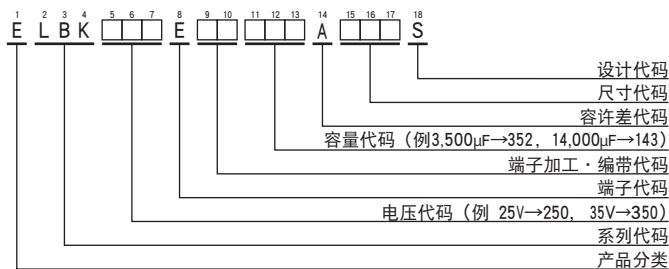 1 2 3 4 5 6 7 8 9 10 11 12 13 14 15 16 17 18
E L B K □□□ E □□ □□□ A □□□ S
设计代码
尺寸代码
容许差代码
容量代码（例3,500μF→352，14,000μF→143）
端子加工・编带代码
端子代码
电压代码（例 25V→250，35V→350）
系列代码
产品分类